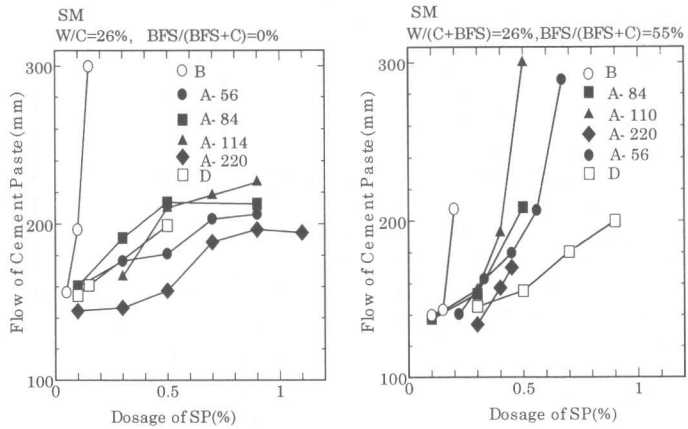 SM
W/C=26%, BFS/(BFS+C)=0%
300
200
100
Flow of Cement Paste(mm)
B
A- 56
A- 84
A- 114
A- 220
D
0
0.5
1
Dosage of SP(%)
SM
W/(C+BFS)=26%,BFS/(BFS+C)=55%
300
200
100
Flow of Cement Paste(mm)
B
A- 84
A- 110
A- 220
A- 56
D
0
0.5
1
Dosage of SP(%)